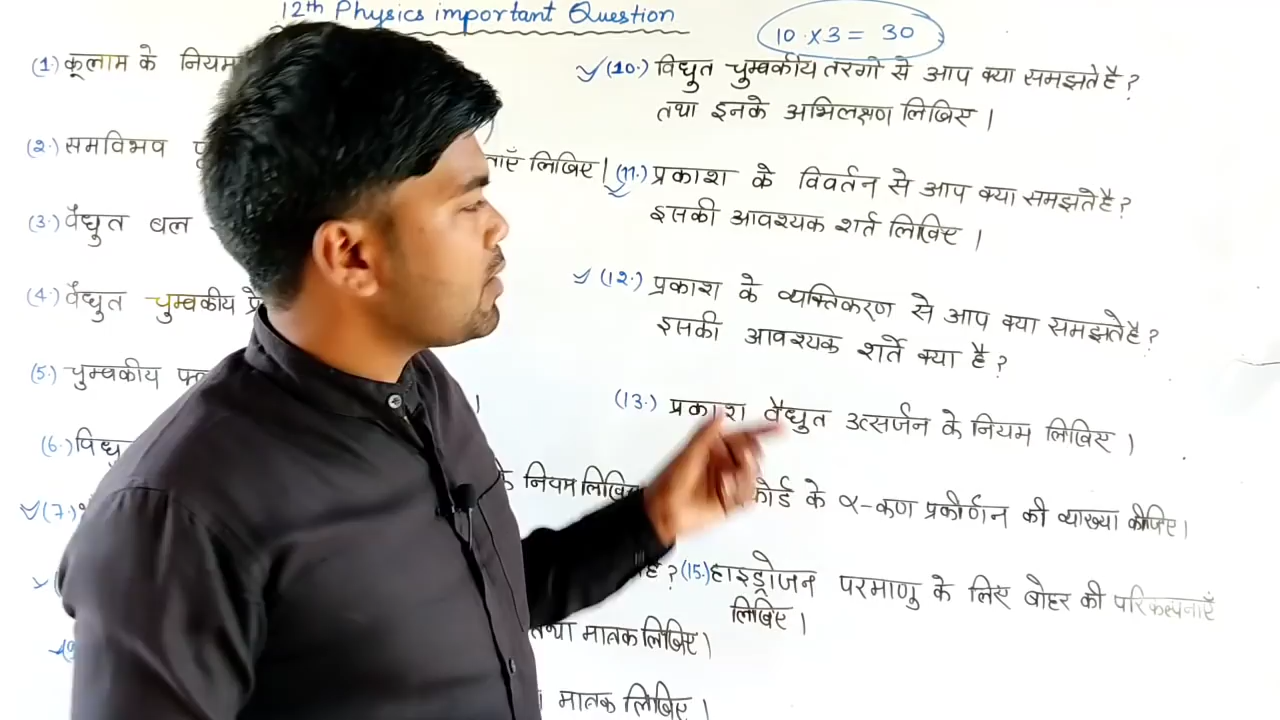 12th Physics important Question
10 × 3 = 30
(1.) कूलाम के नियम
(2.) समविभव
लिखिए।
(3.) वैधुत बल
(4.) वैधुत चुम्बकीय
(5.) चुम्बकीय
(6.)
के नियम लिखिए
(7.)
है?
तथा मात्रक लिखिए।
मात्रक लिखिए।
(10.) विधुत चुम्बकीय तरंगो से आप क्या समझते है?
तथा इनके अभिलक्षण लिखिए।
(11.) प्रकाश के विवर्तन से आप क्या समझते है?
इसकी आवश्यक शर्ते लिखिए।
(12.) प्रकाश के व्यक्तिकरण से आप क्या समझते है?
इसकी आवश्यक शर्ते क्या है?
(13.) प्रकाश वैधुत उत्सर्जन के नियम लिखिए।
के α-कण प्रकीर्णन की व्याख्या कीजिए।
(15.) हाइड्रोजन परमाणु के लिए बोहर की परिकल्पनाएँ
लिखिए।